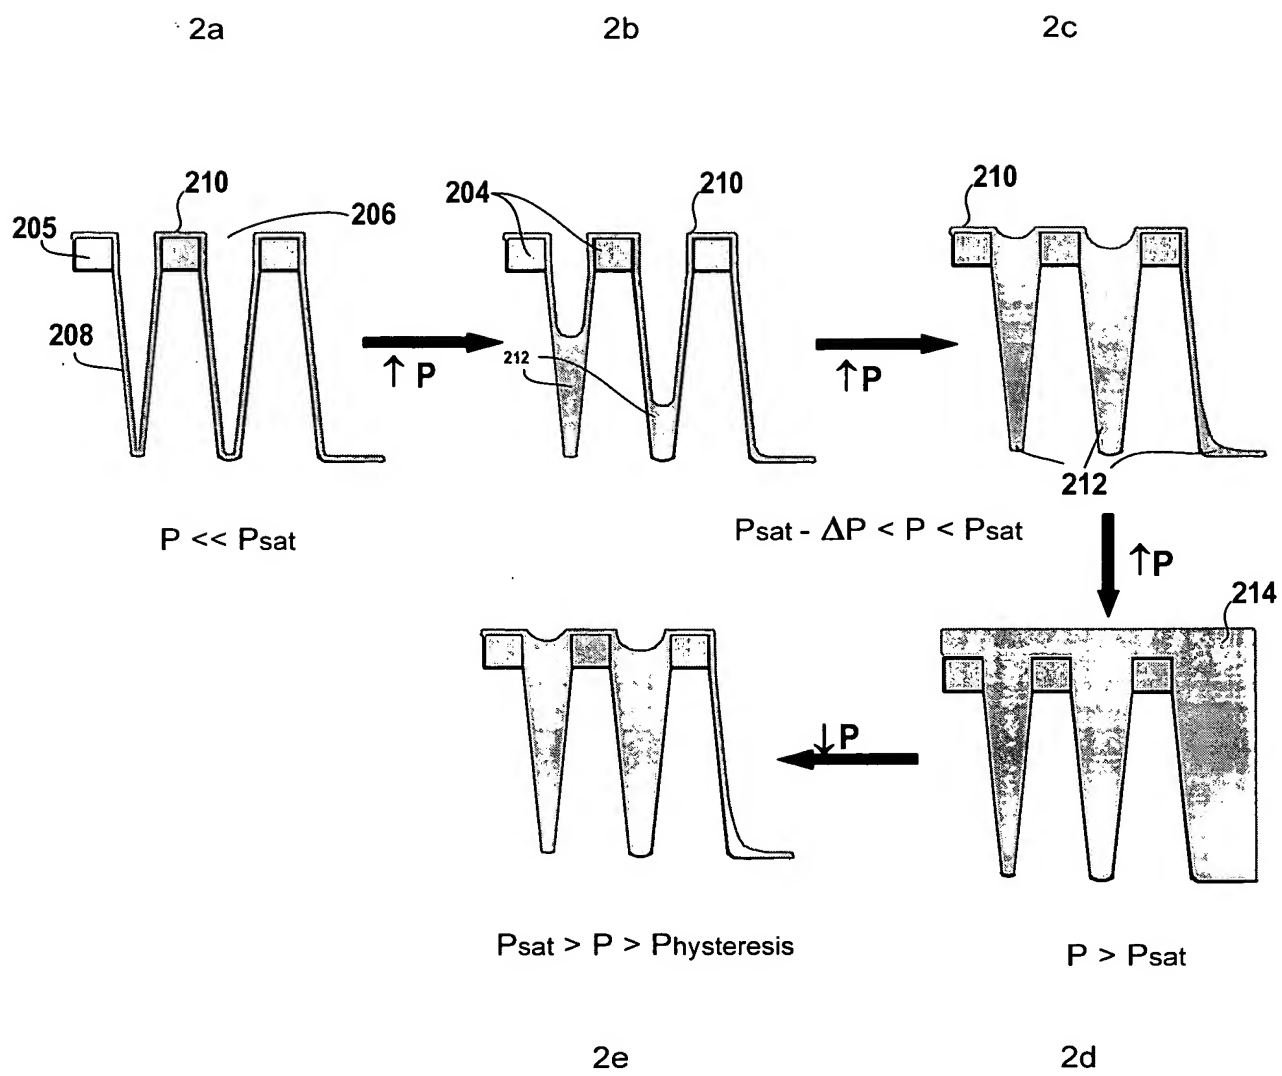 2a 2b 2c
210
206
205
208
↑ P
P << Psat
204
210
212
↑P
210
212
Psat - ΔP < P < Psat
↑P
214
↓P
Psat > P > Physteresis
P > Psat
2e 2d